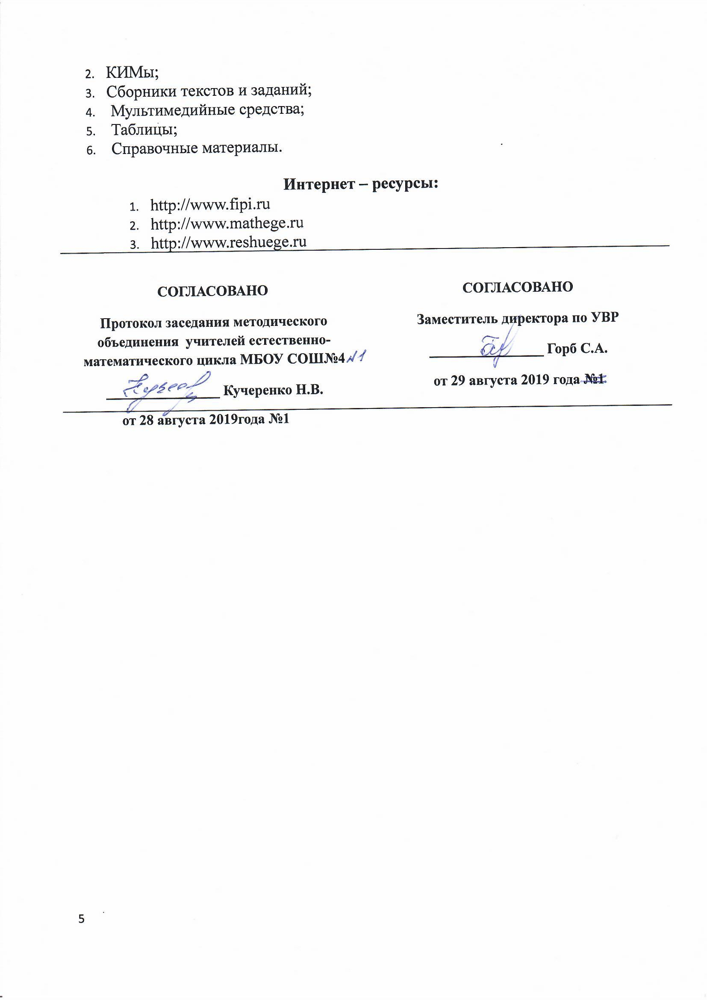 2. КИМы;
3. Сборники текстов и заданий;
4. Мультимедийные средства;
5. Таблицы;
6. Справочные материалы.
Интернет – ресурсы:
1. http://www.fipi.ru
2. http://www.mathege.ru
3. http://www.reshuege.ru
СОГЛАСОВАНО
Протокол заседания методического
объединения учителей естественно-
математического цикла МБОУ СОШ№4 №1
Кучеренко Н.В.
от 28 августа 2019года №1
СОГЛАСОВАНО
Заместитель директора по УВР
Горб С.А.
от 29 августа 2019 года №1
5